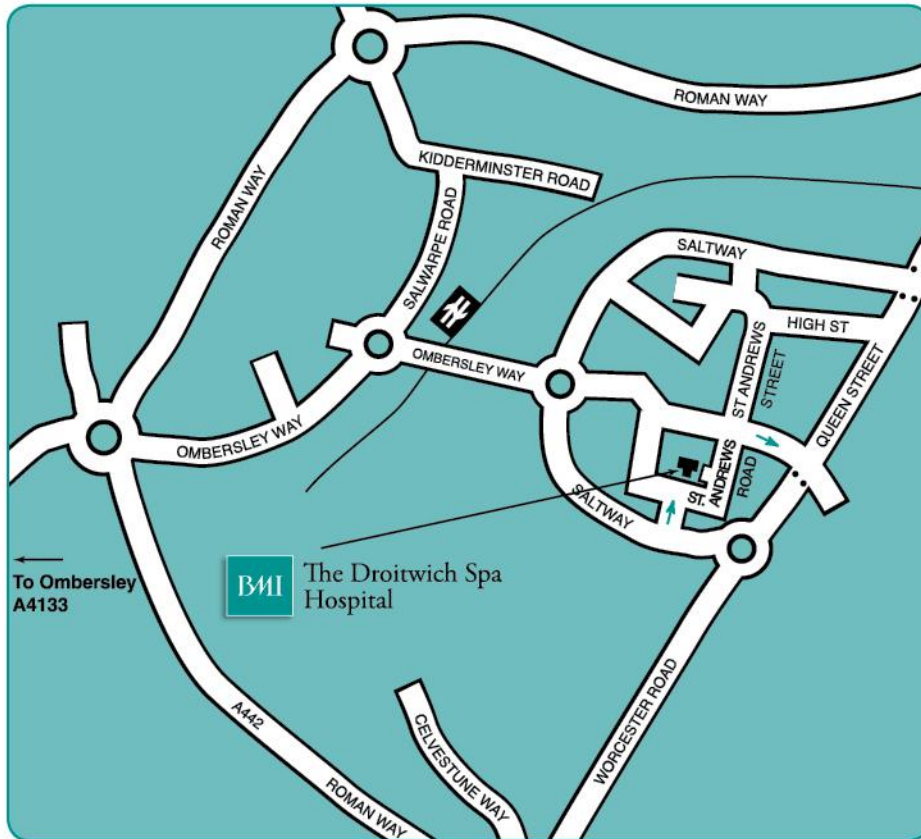 ROMAN WAY
KIDDERMINSTER ROAD
ROMAN WAY
SALWARPE ROAD
SALTWAY
HIGH ST
ST ANDREWS
STREET
QUEEN STREET
OMBERSLEY WAY
OMBERSLEY WAY
ST. ANDREWS
ROAD
SALTWAY
To Ombersley
A4133
BMI
The Droitwich Spa
Hospital
A442
ROMAN WAY
CELVESTUNE WAY
WORCESTER ROAD